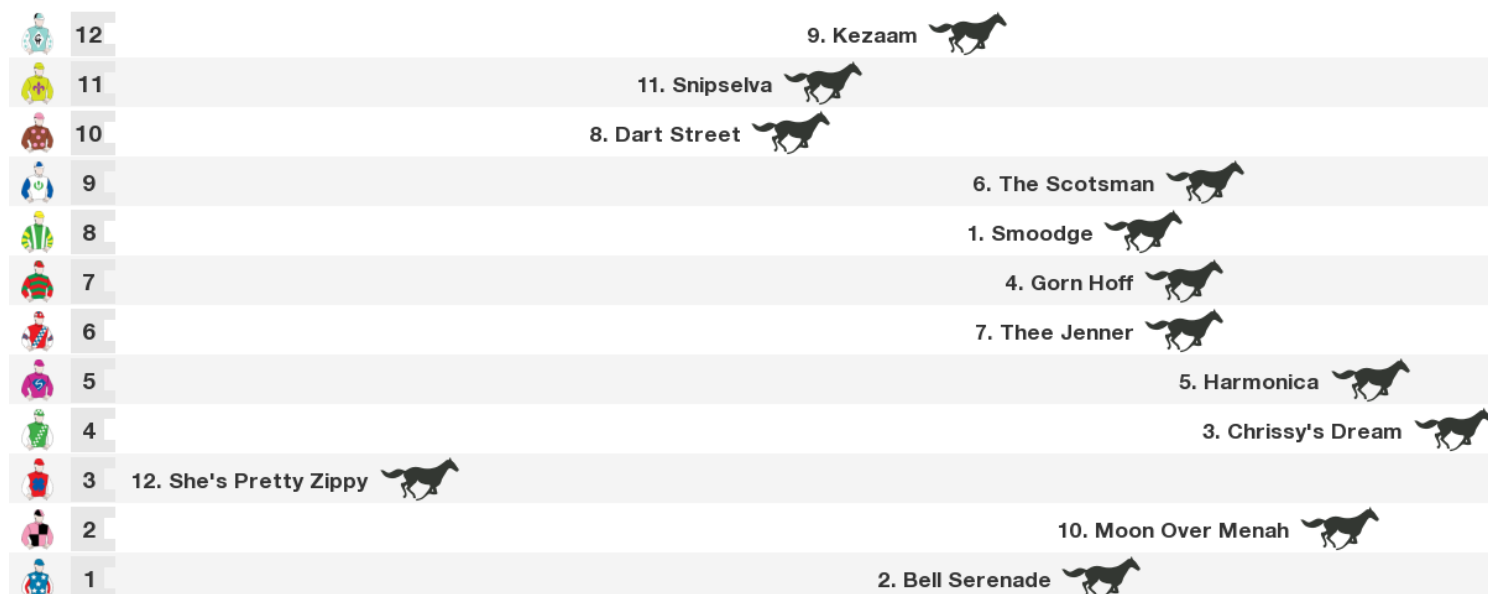 12 9. Kezaam
11 11. Snipselva
10 8. Dart Street
9 6. The Scotsman
8 1. Smoodge
7 4. Gorn Hoff
6 7. Thee Jenner
5 5. Harmonica
4 3. Chrissy's Dream
3 12. She's Pretty Zippy
2 10. Moon Over Menah
1 2. Bell Serenade